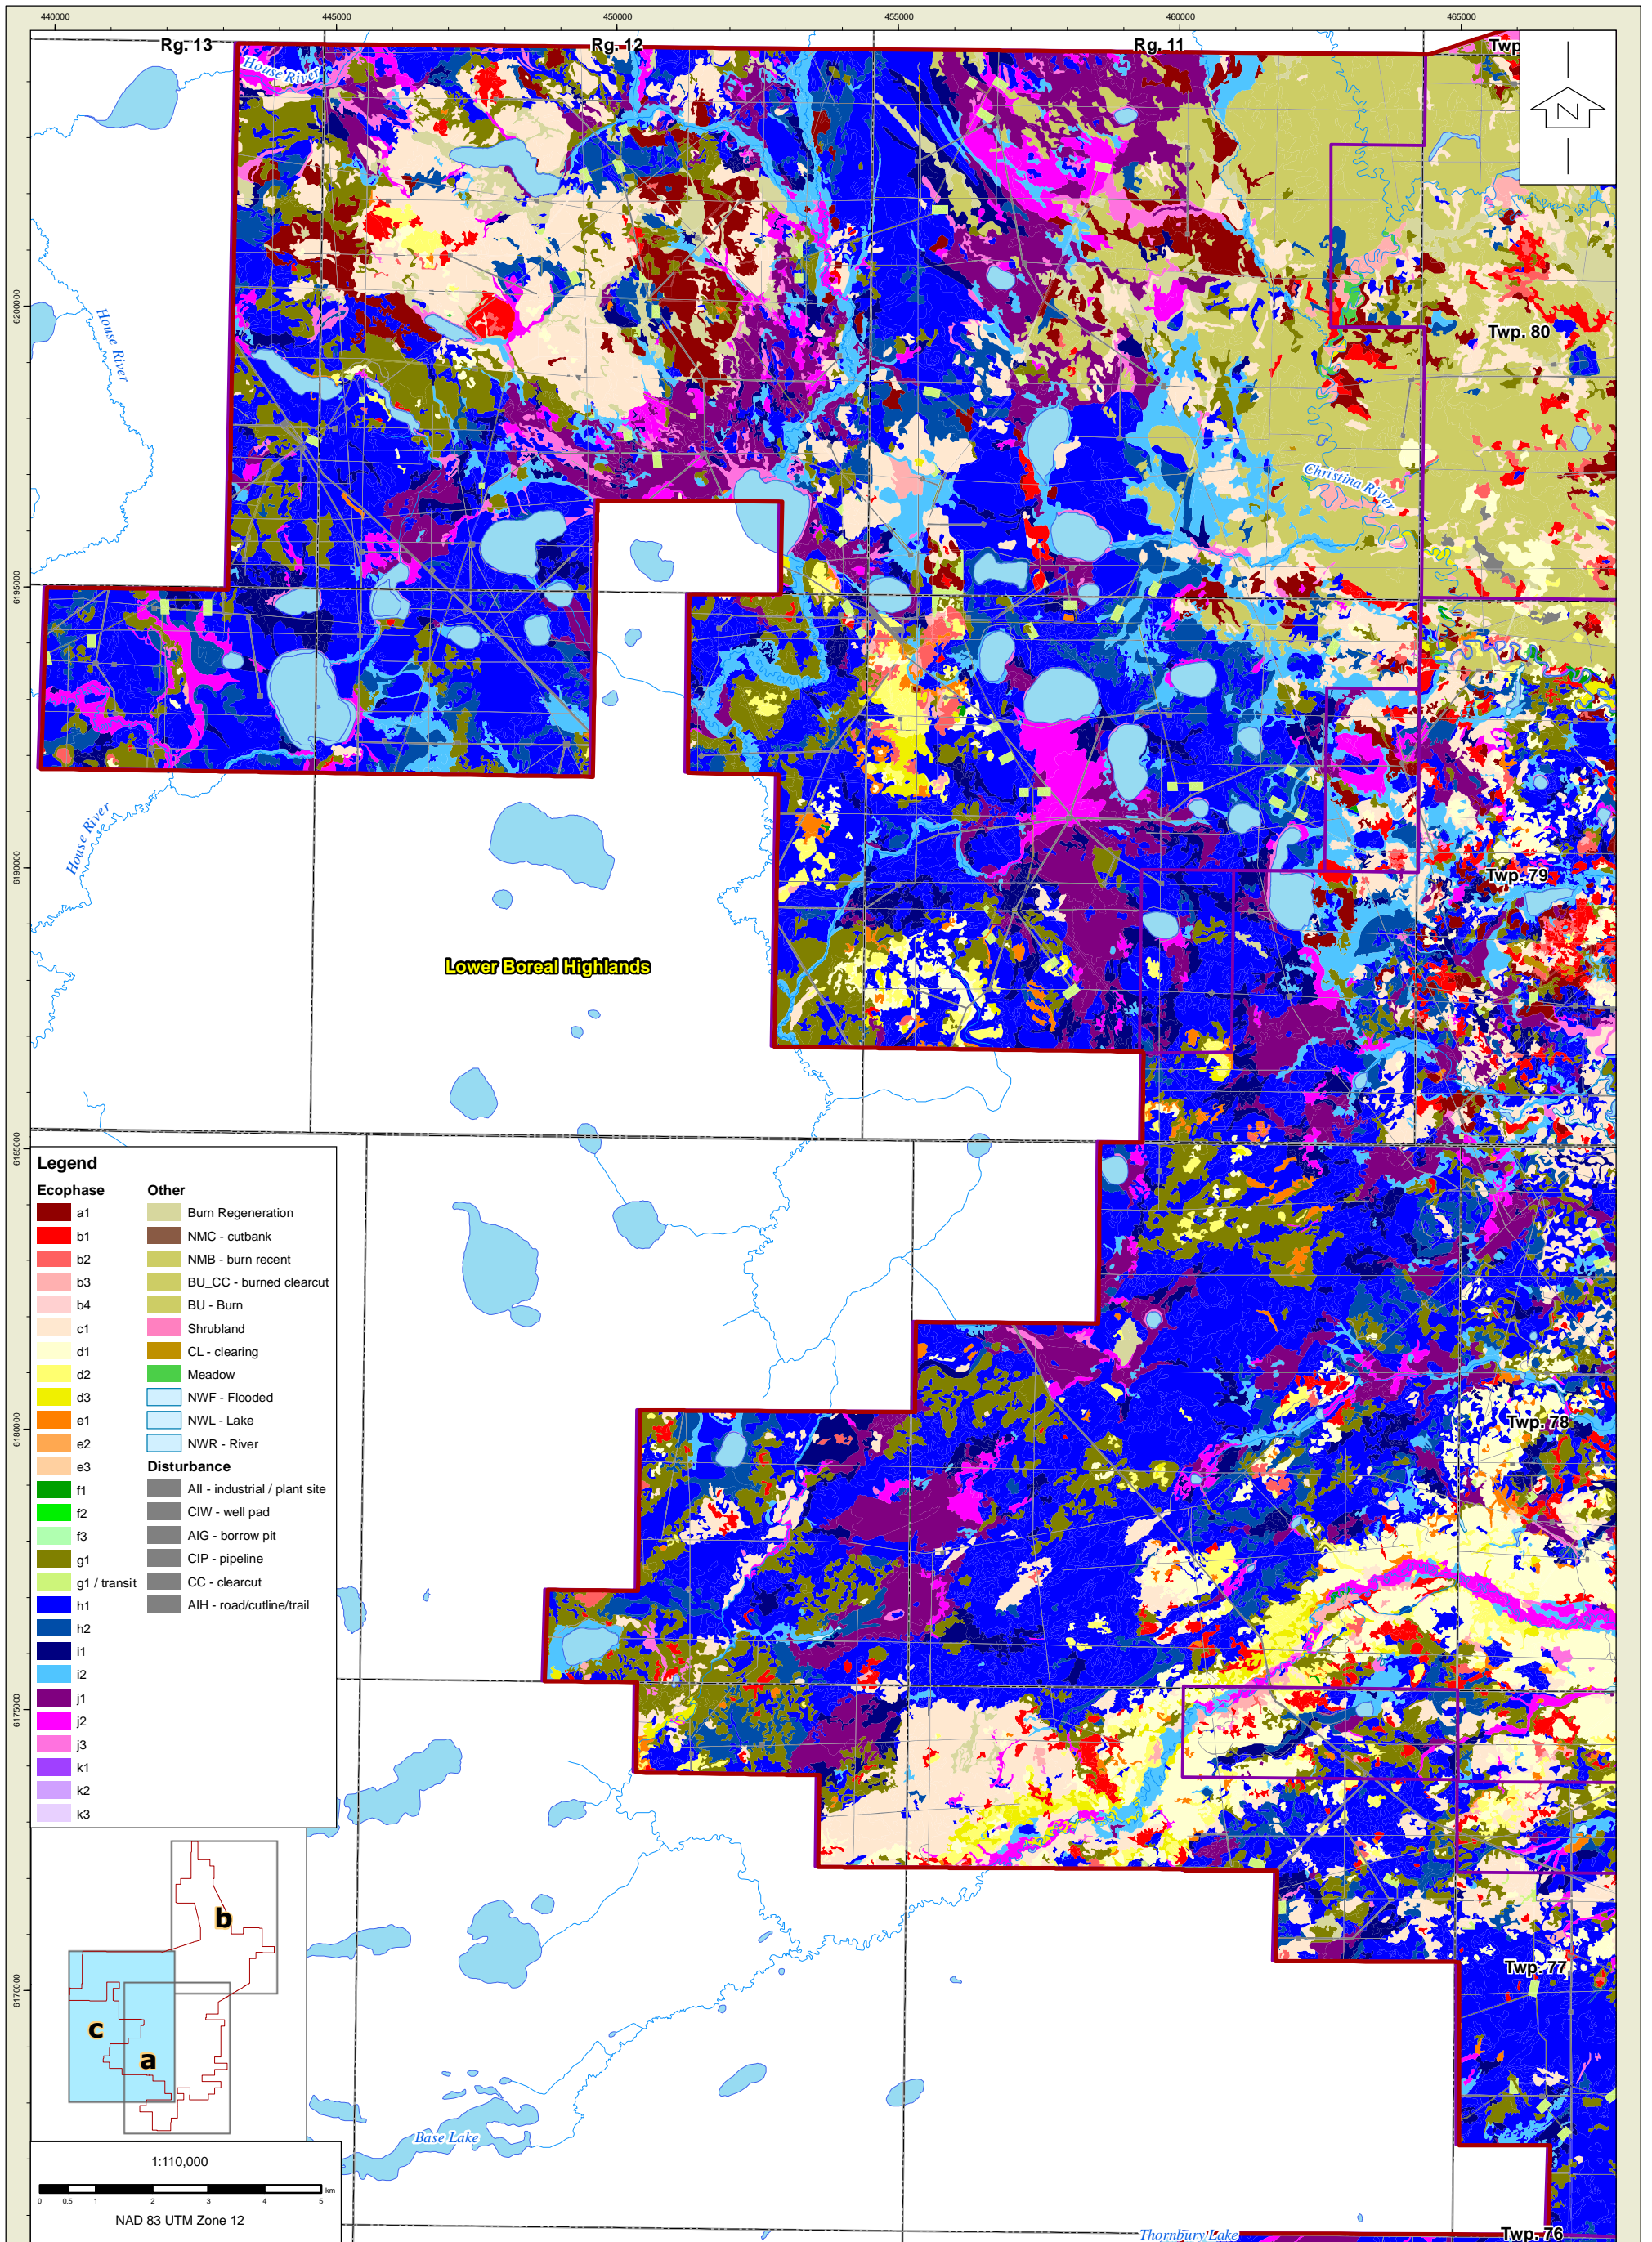 440000
445000
450000
455000
460000
465000
Rg. 13
Rg. 12
Rg. 11
Twp
House River
N
6200000
House River
Twp. 80
Christina River
6195000
House River
6190000
Twp. 79
Lower Boreal Highlands
6185000
Legend
Ecophase
a1
b1
b2
b3
b4
c1
d1
d2
d3
e1
e2
e3
f1
f2
f3
g1
g1 / transit
h1
h2
i1
i2
j1
j2
j3
k1
k2
k3
Other
Burn Regeneration
NMC - cutbank
NMB - burn recent
BU_CC - burned clearcut
BU - Burn
Shrubland
CL - clearing
Meadow
NWF - Flooded
NWL - Lake
NWR - River
Disturbance
AII - industrial / plant site
CIW - well pad
AIG - borrow pit
CIP - pipeline
CC - clearcut
AIH - road/cutline/trail
6180000
Twp. 78
6175000
b
c
a
6170000
Twp. 77
Base Lake
1:110,000
km
0 0.5 1 2 3 4 5
NAD 83 UTM Zone 12
Thornbury Lake
Twp. 76